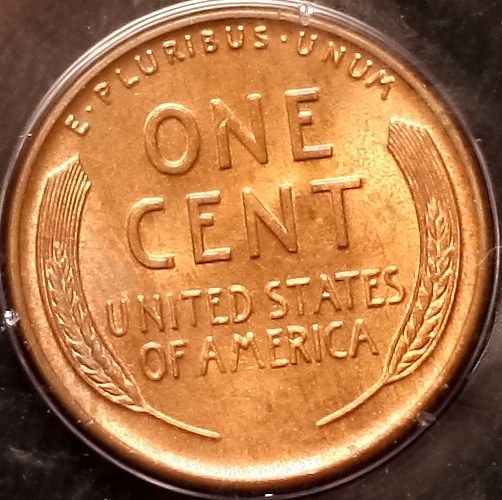 E·PLURIBUS·UNUM
ONE
CENT
UNITED STATES
OF AMERICA